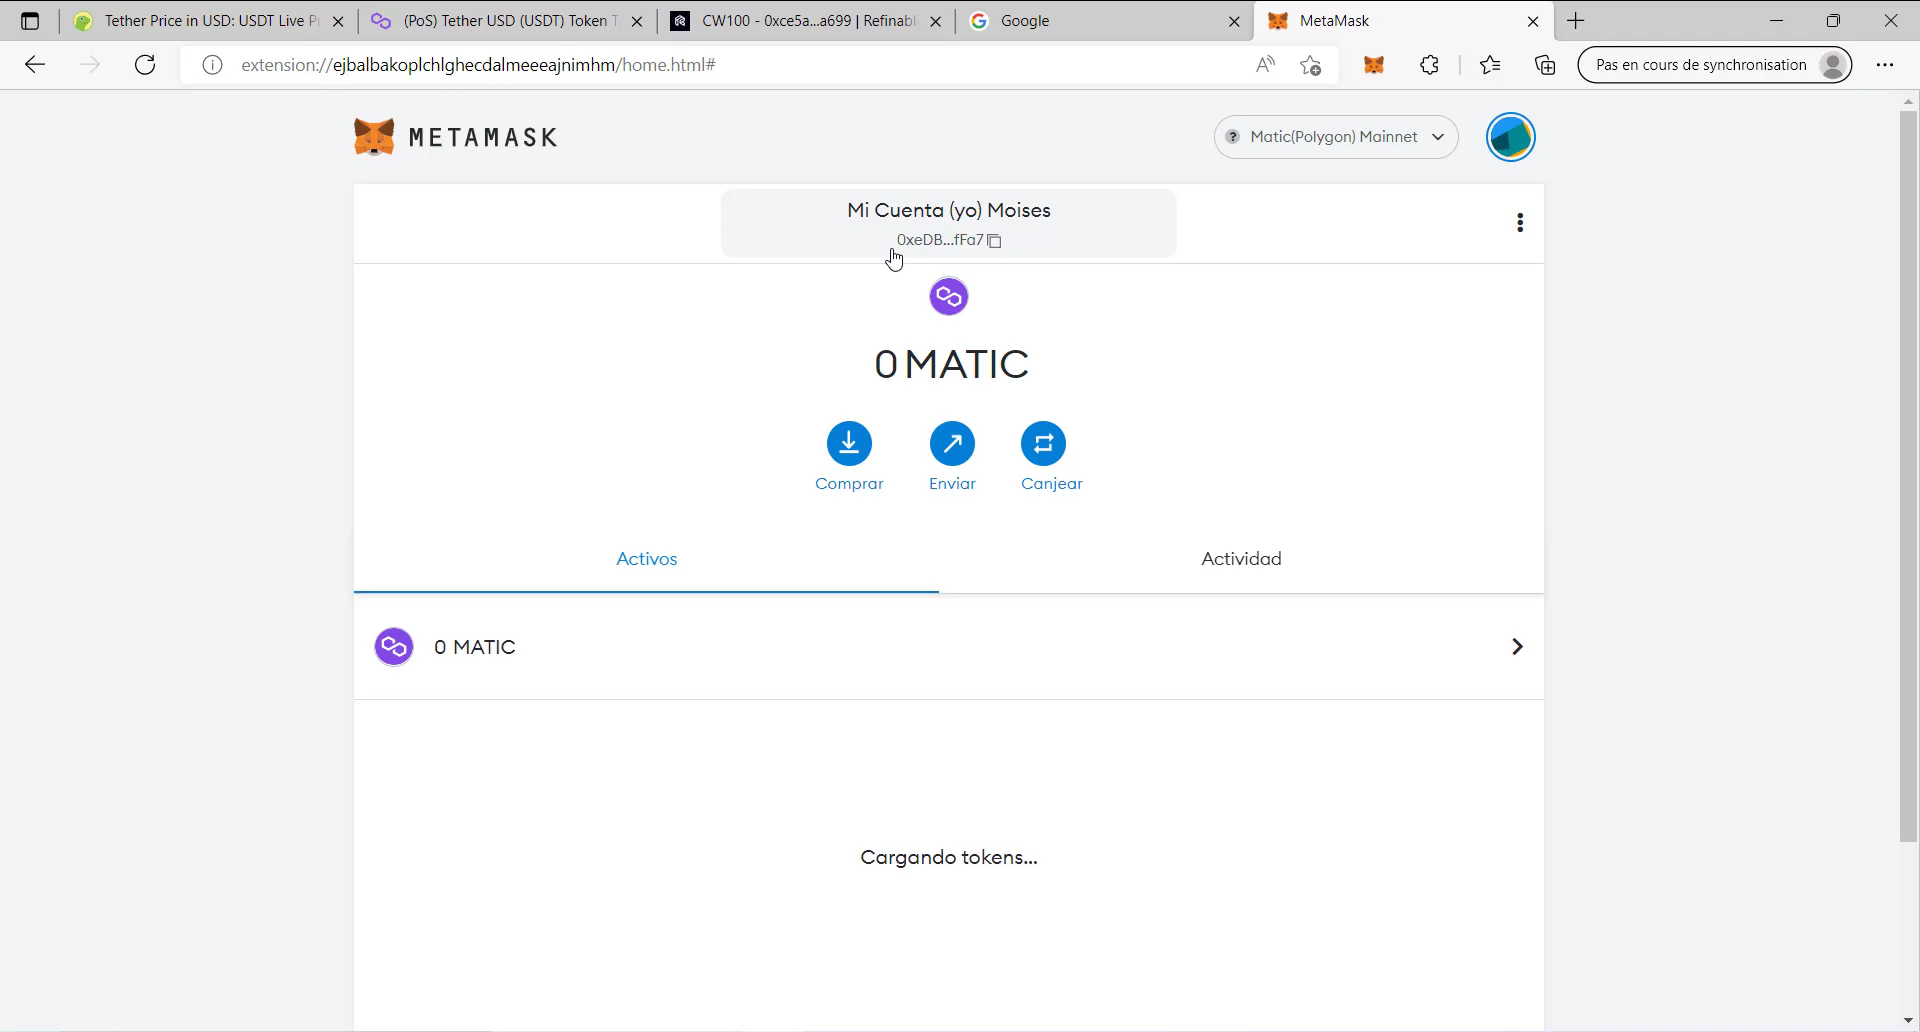 Tether Price in USD: USDT Live P
(PoS) Tether USD (USDT) Token T
CW100 - 0xce5a...a699 | Refinabl
Google
MetaMask
extension://ejbalbakoplchlghecdalmeeeajnimhm/home.html#
Pas en cours de synchronisation
METAMASK
Matic(Polygon) Mainnet
Mi Cuenta (yo) Moises
0xeDB...fFa7
0 MATIC
Comprar
Enviar
Canjear
Activos
Actividad
0 MATIC
Cargando tokens...